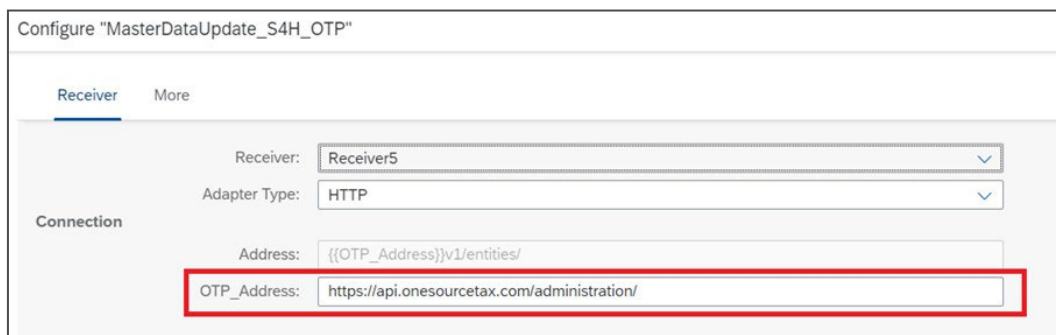 Configure "MasterDataUpdate_S4H_OTP"
Receiver More
Receiver: Receiver5
Adapter Type: HTTP
Connection
Address: {{OTP_Address}}v1/entities/
OTP_Address: https://api.onesourcetax.com/administration/